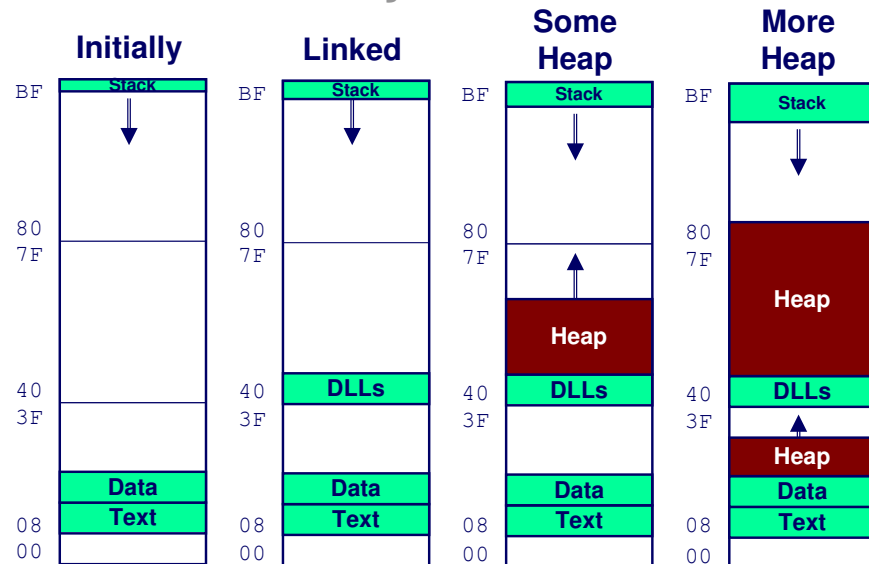 Initially
BF
Stack
80
7F
40
3F
Data
Text
08
00
Linked
BF
Stack
80
7F
DLLs
40
3F
Data
Text
08
00
Some
Heap
BF
Stack
80
7F
Heap
DLLs
40
3F
Data
Text
08
00
More
Heap
BF
Stack
80
7F
Heap
DLLs
40
3F
Heap
Data
Text
08
00